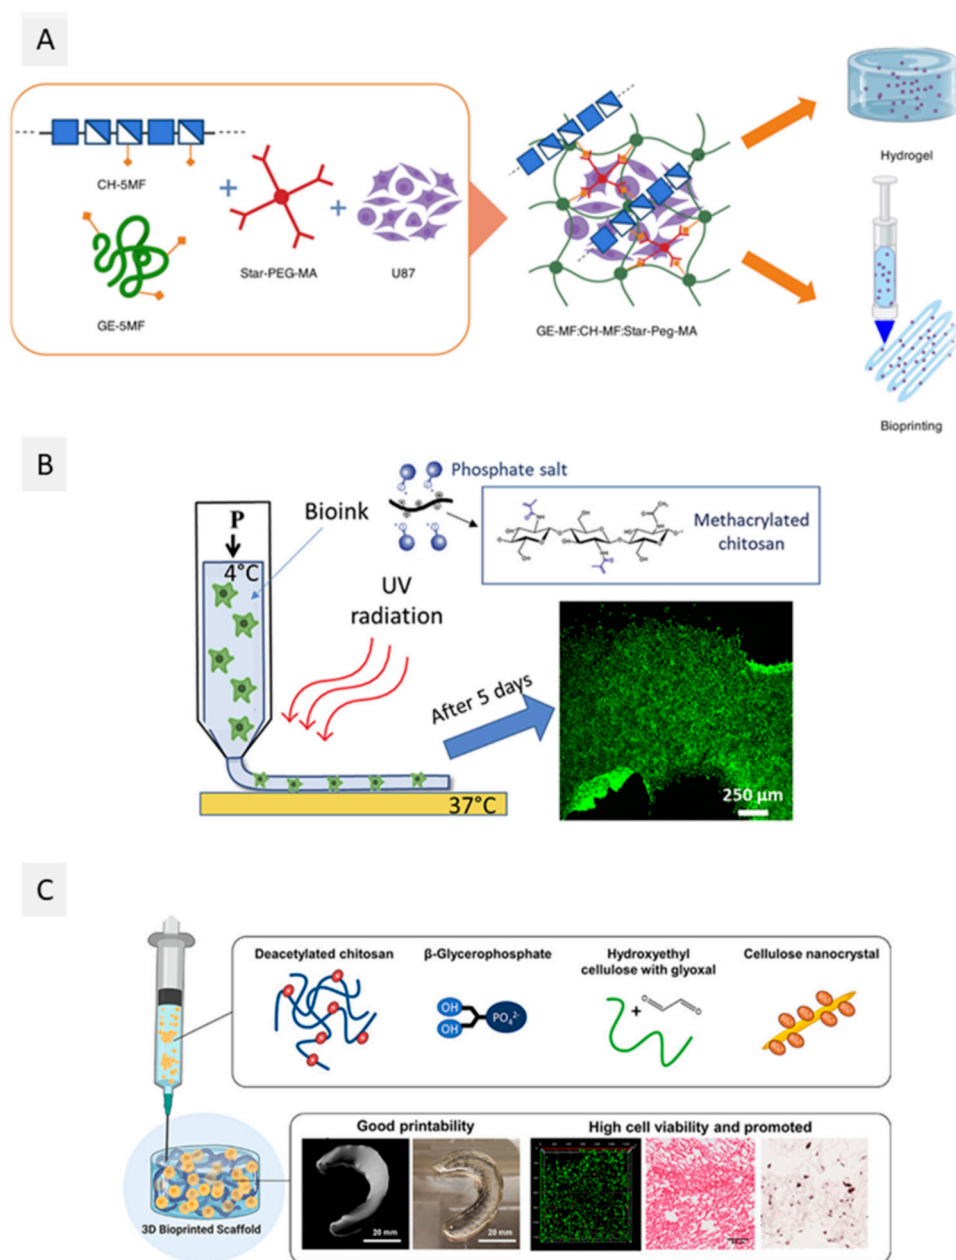 A
CH-5MF
+
Star-PEG-MA
+
U87
GE-5MF
GE-MF:CH-MF:Star-Peg-MA
Hydrogel
Bioprinting
B
Phosphate salt
Bioink
Methacrylated
chitosan
P
4°C
UV
radiation
After 5 days
250 µm
37°C
C
Deacetylated chitosan
β-Glycerophosphate
Hydroxyethyl
cellulose with glyoxal
Cellulose nanocrystal
OH
OH
PO₄²⁻
+
Good printability
High cell viability and promoted
20 mm
20 mm
3D Bioprinted Scaffold